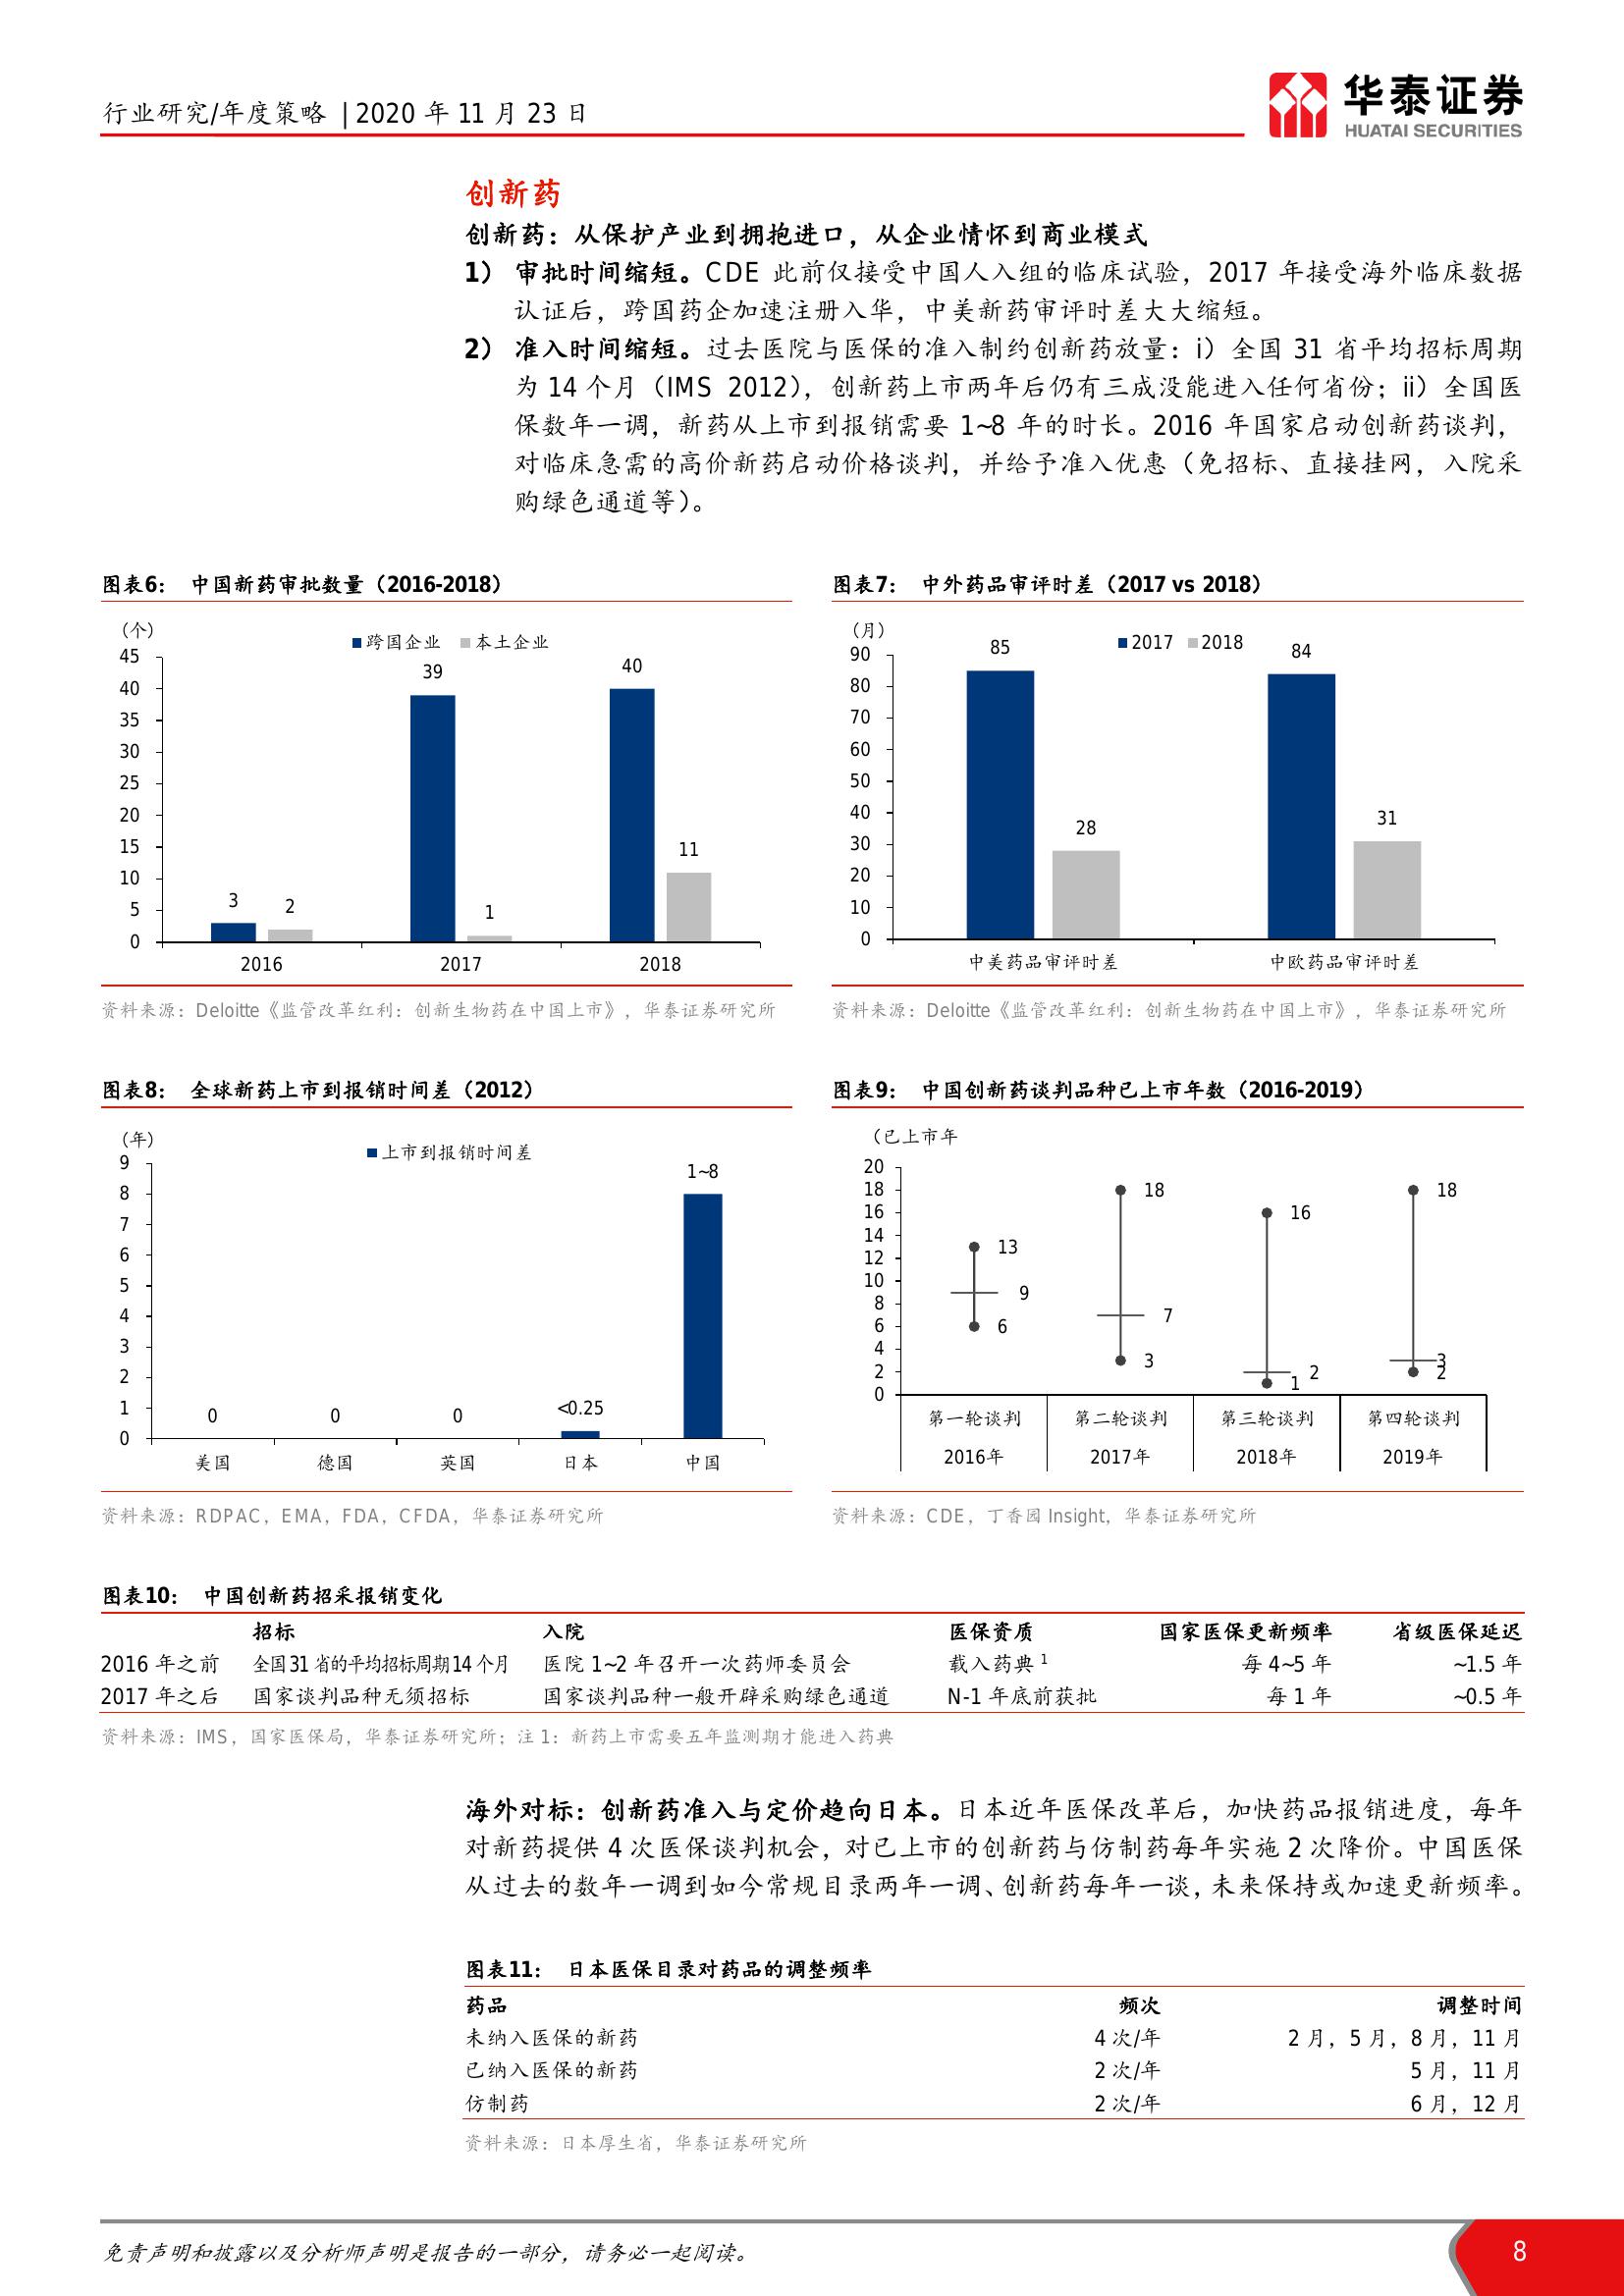 行业研究/年度策略 | 2020 年 11 月 23 日
华泰证券
HUATAI SECURITIES
创新药
创新药：从保护产业到拥抱进口，从企业情怀到商业模式
1） 审批时间缩短。CDE 此前仅接受中国人入组的临床试验，2017 年接受海外临床数据
认证后，跨国药企加速注册入华，中美新药审评时差大大缩短。
2） 准入时间缩短。过去医院与医保的准入制约创新药放量：i）全国 31 省平均招标周期
为 14 个月（IMS 2012），创新药上市两年后仍有三成没能进入任何省份；ii）全国医
保数年一调，新药从上市到报销需要 1~8 年的时长。2016 年国家启动创新药谈判，
对临床急需的高价新药启动价格谈判，并给予准入优惠（免招标、直接挂网，入院采
购绿色通道等）。
图表6： 中国新药审批数量（2016-2018）
（个）
跨国企业 本土企业
45
40
35
30
25
20
15
10
5
0
3 2 39 1 40 11
2016 2017 2018
资料来源：Deloitte《监管改革红利：创新生物药在中国上市》，华泰证券研究所
图表7： 中外药品审评时差（2017 vs 2018）
（月）
2017 2018
90
80
70
60
50
40
30
20
10
0
85 28 84 31
中美药品审评时差 中欧药品审评时差
资料来源：Deloitte《监管改革红利：创新生物药在中国上市》，华泰证券研究所
图表8： 全球新药上市到报销时间差（2012）
（年）
上市到报销时间差
9
8
7
6
5
4
3
2
1
0
0 0 0 <0.25 1~8
美国 德国 英国 日本 中国
资料来源：RDPAC，EMA，FDA，CFDA，华泰证券研究所
图表9： 中国创新药谈判品种已上市年数（2016-2019）
（已上市年
20
18
16
14
12
10
8
6
4
2
0
13 9 6 18 7 3 16 2 1 18 3 2
第一轮谈判 第二轮谈判 第三轮谈判 第四轮谈判
2016年 2017年 2018年 2019年
资料来源：CDE，丁香园 Insight，华泰证券研究所
图表10： 中国创新药招采报销变化
招标 入院 医保资质 国家医保更新频率 省级医保延迟
2016 年之前 全国 31 省的平均招标周期 14 个月 医院 1~2 年召开一次药师委员会 载入药典 1 每 4~5 年 ~1.5 年
2017 年之后 国家谈判品种无须招标 国家谈判品种一般开辟采购绿色通道 N-1 年底前获批 每 1 年 ~0.5 年
资料来源：IMS，国家医保局，华泰证券研究所；注 1：新药上市需要五年监测期才能进入药典
海外对标：创新药准入与定价趋向日本。日本近年医保改革后，加快药品报销进度，每年
对新药提供 4 次医保谈判机会，对已上市的创新药与仿制药每年实施 2 次降价。中国医保
从过去的数年一调到如今常规目录两年一调、创新药每年一谈，未来保持或加速更新频率。
图表11： 日本医保目录对药品的调整频率
药品 频次 调整时间
未纳入医保的新药 4 次/年 2 月，5 月，8 月，11 月
已纳入医保的新药 2 次/年 5 月，11 月
仿制药 2 次/年 6 月，12 月
资料来源：日本厚生省，华泰证券研究所
免责声明和披露以及分析师声明是报告的一部分，请务必一起阅读。
8